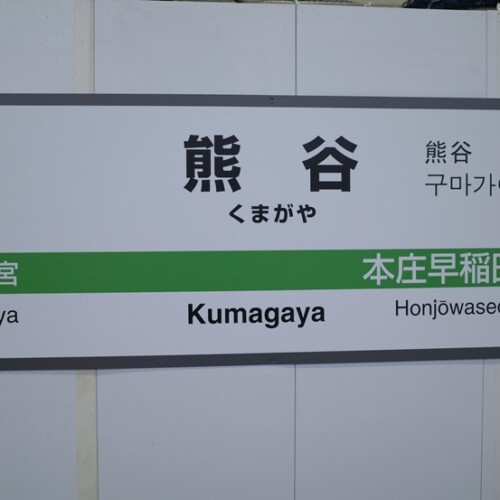 熊谷
くまがや
熊谷
구마가
宮
本庄早稲田
ya
Kumagaya
Honjōwased